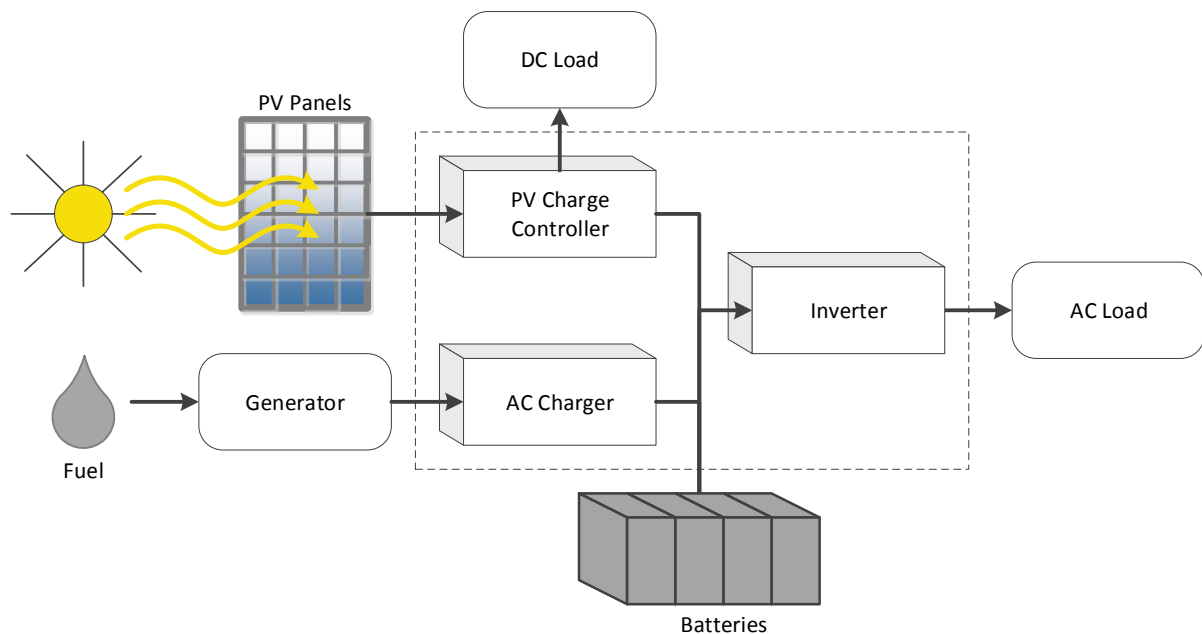 DC Load
PV Panels
PV Charge
Controller
Inverter
AC Load
Generator
AC Charger
Fuel
Batteries